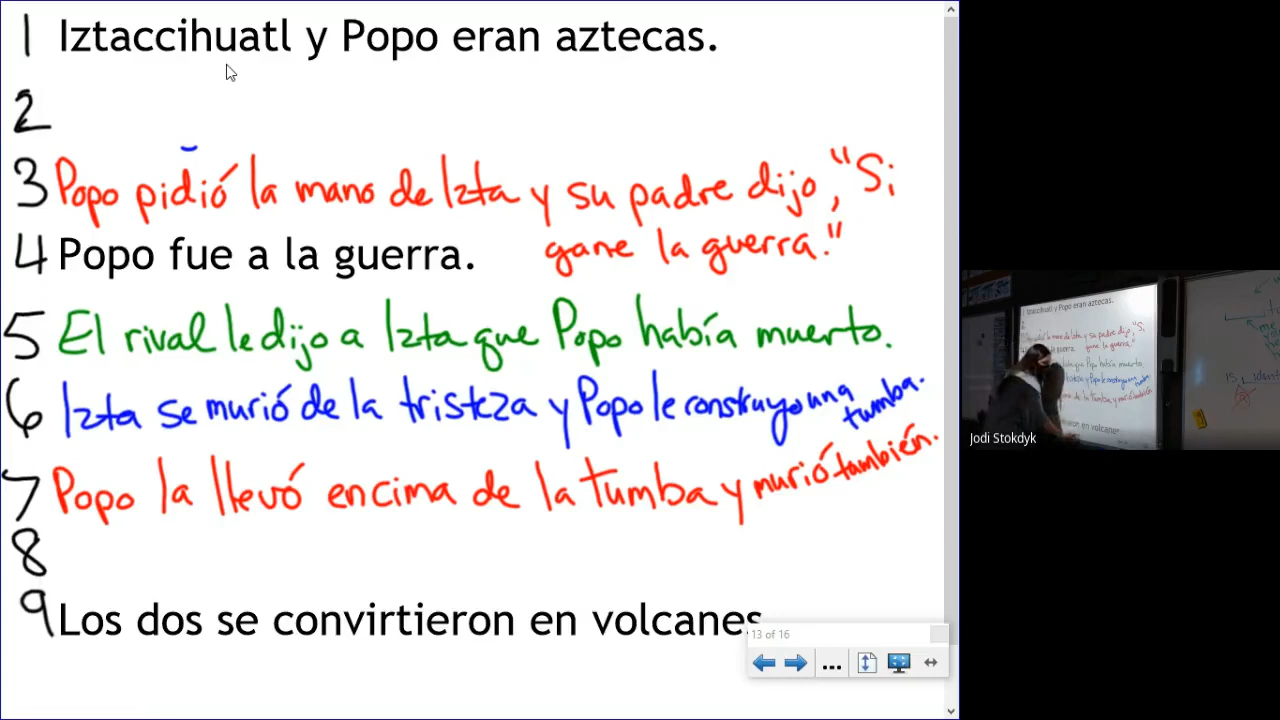 1 Iztaccihuatl y Popo eran aztecas.
2
3 Popo pidió la mano de Izta y su padre dijo, "Si
gane la guerra."
4 Popo fue a la guerra.
5 El rival le dijo a Izta que Popo había muerto.
6 Izta se murió de la tristeza y Popo le construyo una
tumba.
7 Popo la llevó encima de la tumba y murió también.
8
9 Los dos se convirtieron en volcanes
13 of 16
Jodi Stokdyk